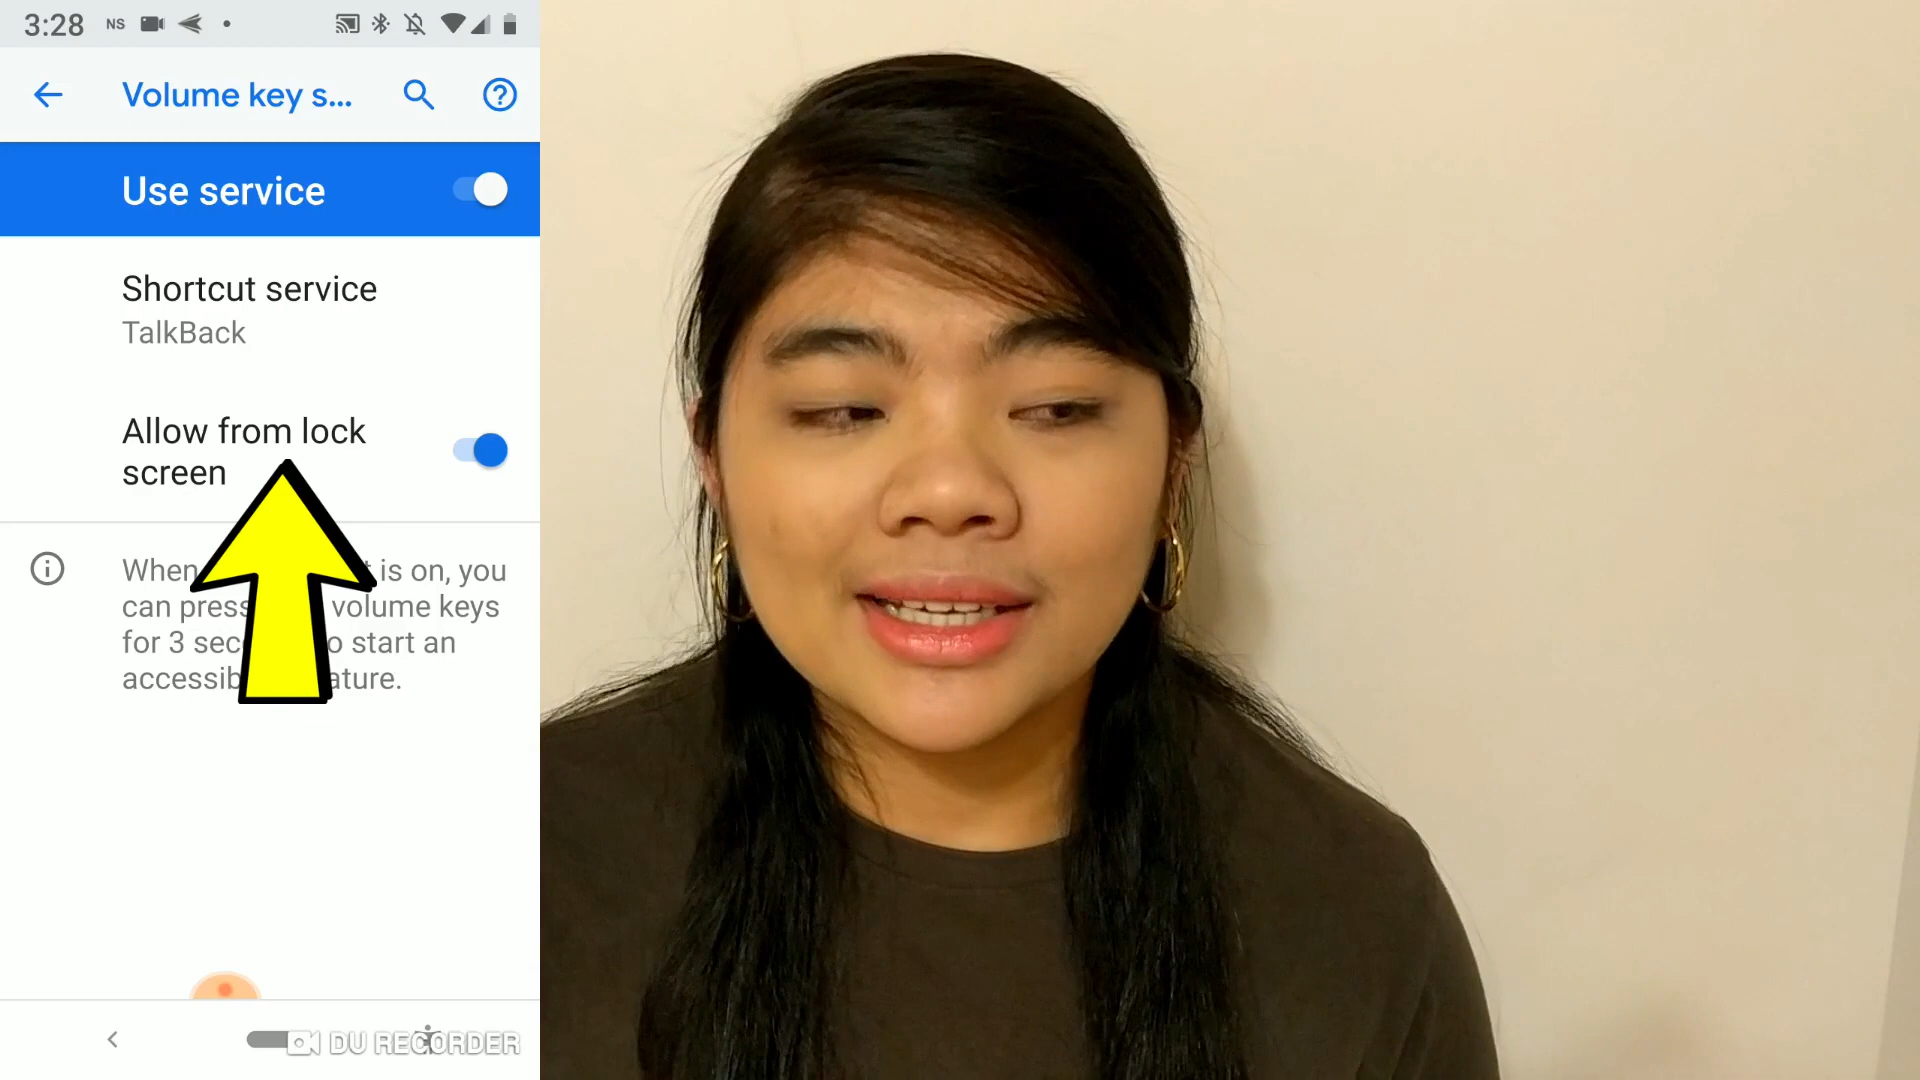 3:28 NS
Volume key s...
Use service
Shortcut service
TalkBack
Allow from lock
screen
When is on, you
can press volume keys
for 3 sec o start an
accessib ature.
DU RECORDER